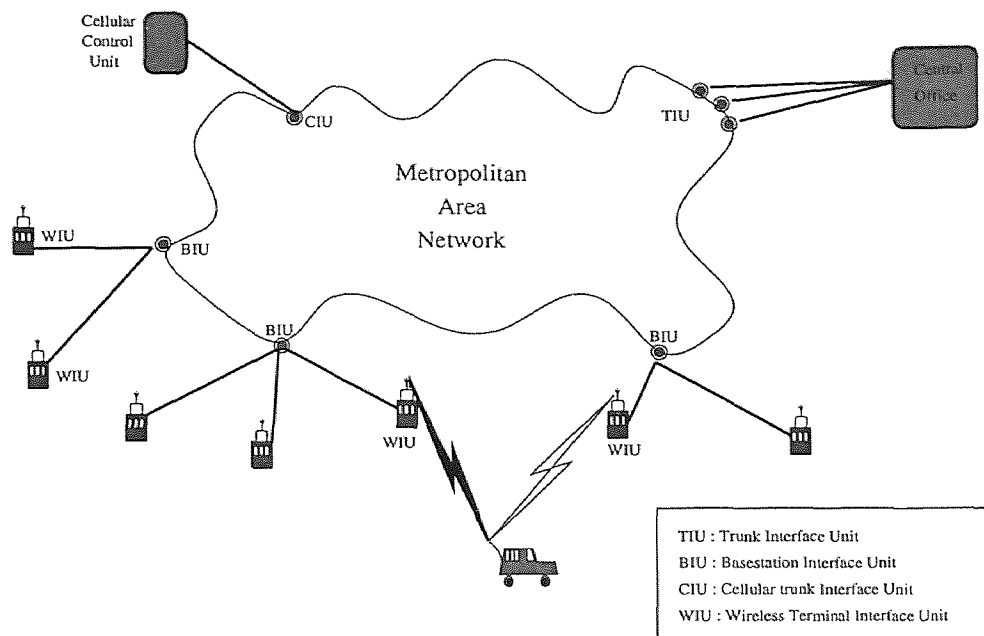 Cellular
Control
Unit
CIU
TIU
Central
Office
Metropolitan
Area
Network
WIU
BIU
WIU
BIU
BIU
WIU
WIU
TIU : Trunk Interface Unit
BIU : Basestation Interface Unit
CIU : Cellular trunk Interface Unit
WIU : Wireless Terminal Interface Unit